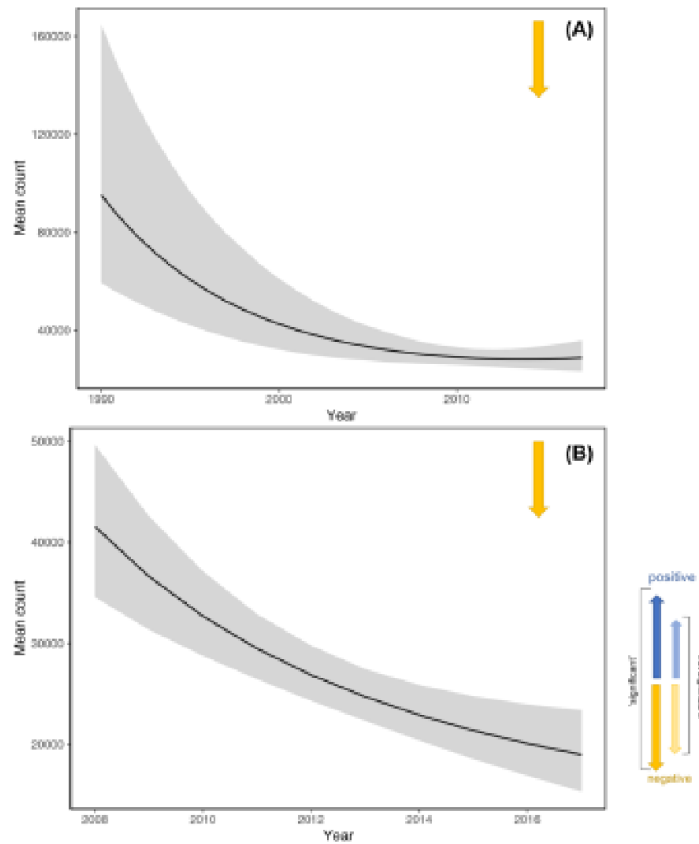 (A)
160000
120000
80000
40000
Mean count
1990
2000
2010
Year
(B)
50000
40000
30000
20000
Mean count
2008
2010
2012
2014
2016
Year
positive
'significant'
negative